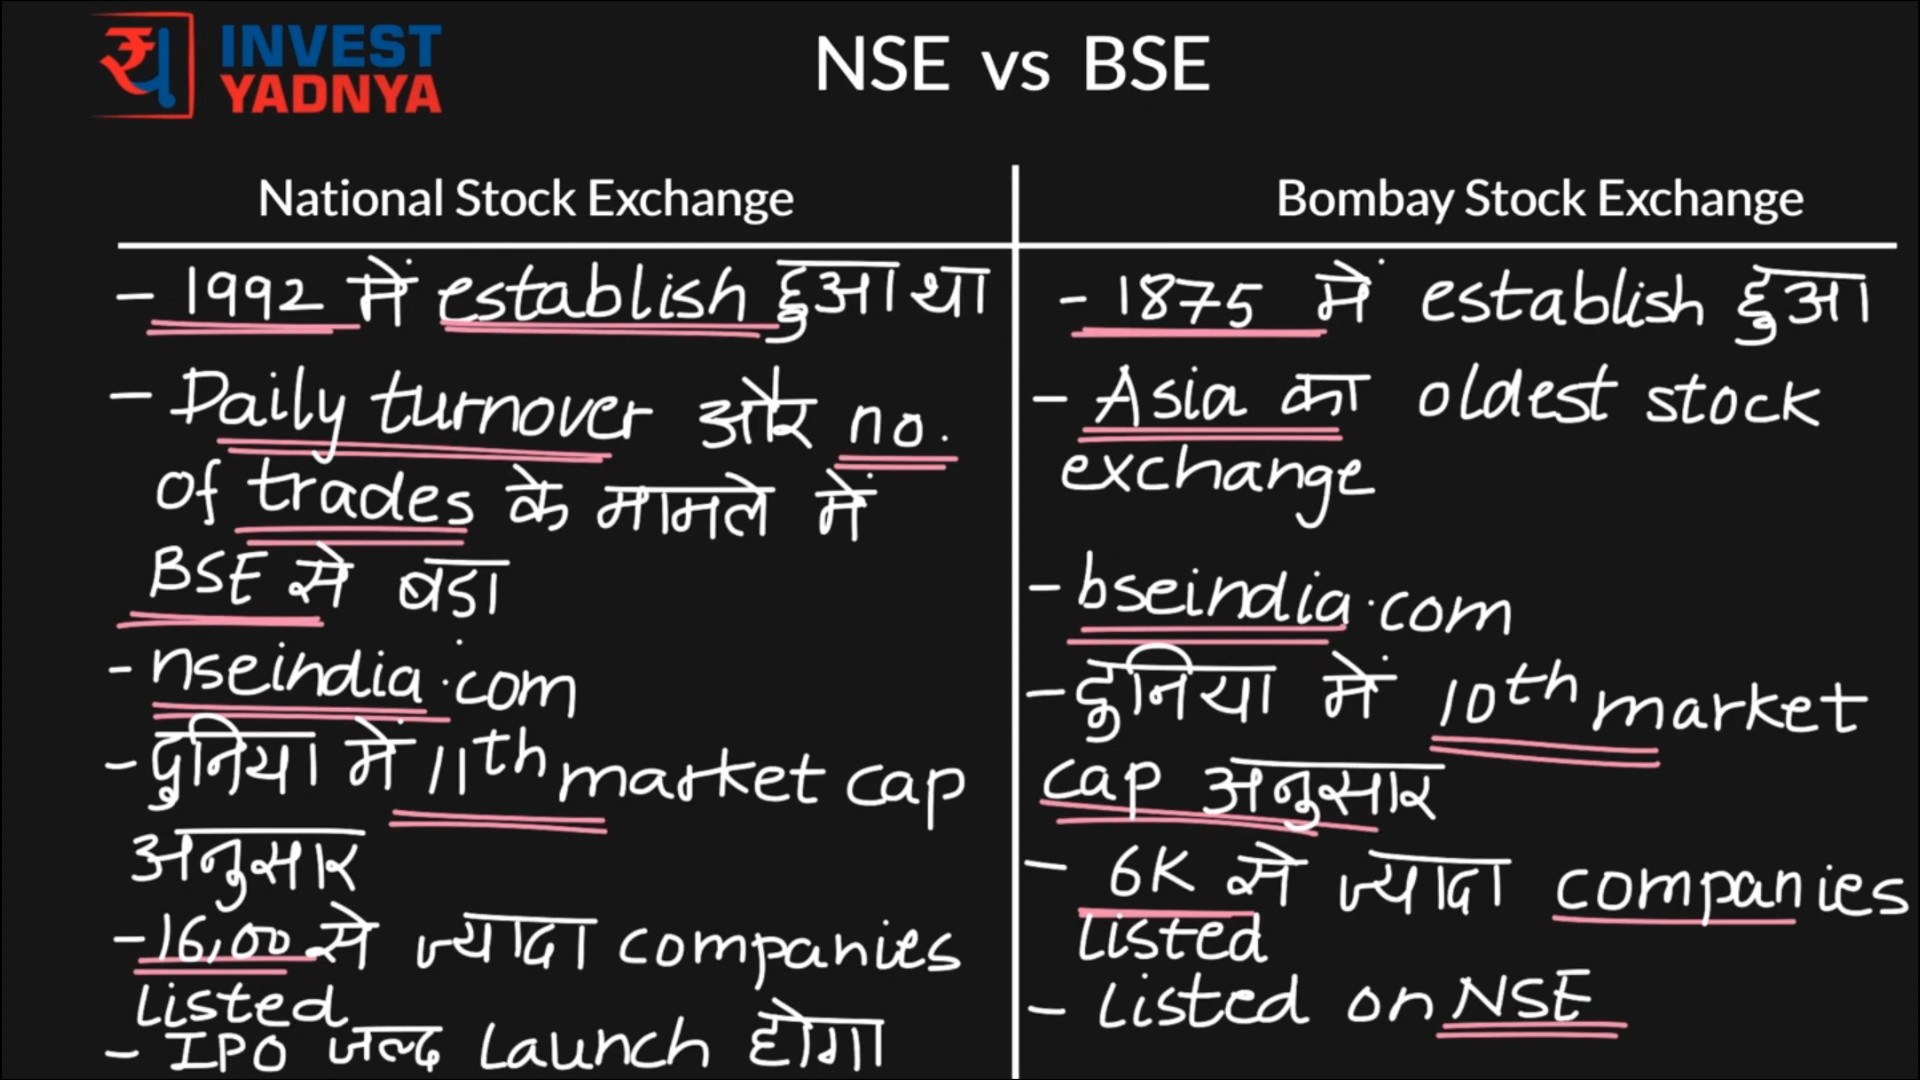 INVEST
YADNYA
NSE vs BSE
National Stock Exchange
- 1992 में establish हुआ था
- Daily turnover और no.
of trades के मामले में
BSE से बडा
- nseindia.com
- दुनिया में 11th market cap
अनुसार
- 16,00 से ज्यादा companies
Listed
- IPO जल्द Launch होगा
Bombay Stock Exchange
- 1875 में establish हुआ
- Asia का oldest stock
exchange
- bseindia.com
- दुनिया में 10th market
cap अनुसार
- 6K से ज्यादा companies
Listed
- Listed on NSE